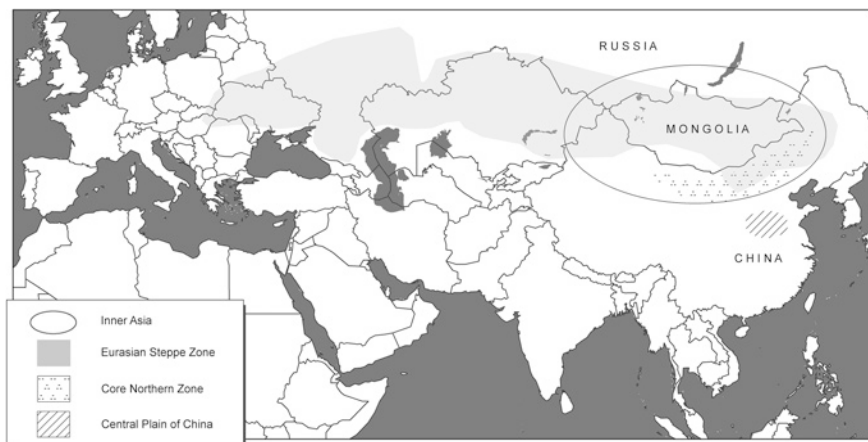 RUSSIA
MONGOLIA
CHINA
Inner Asia
Eurasian Steppe Zone
Core Northern Zone
Central Plain of China